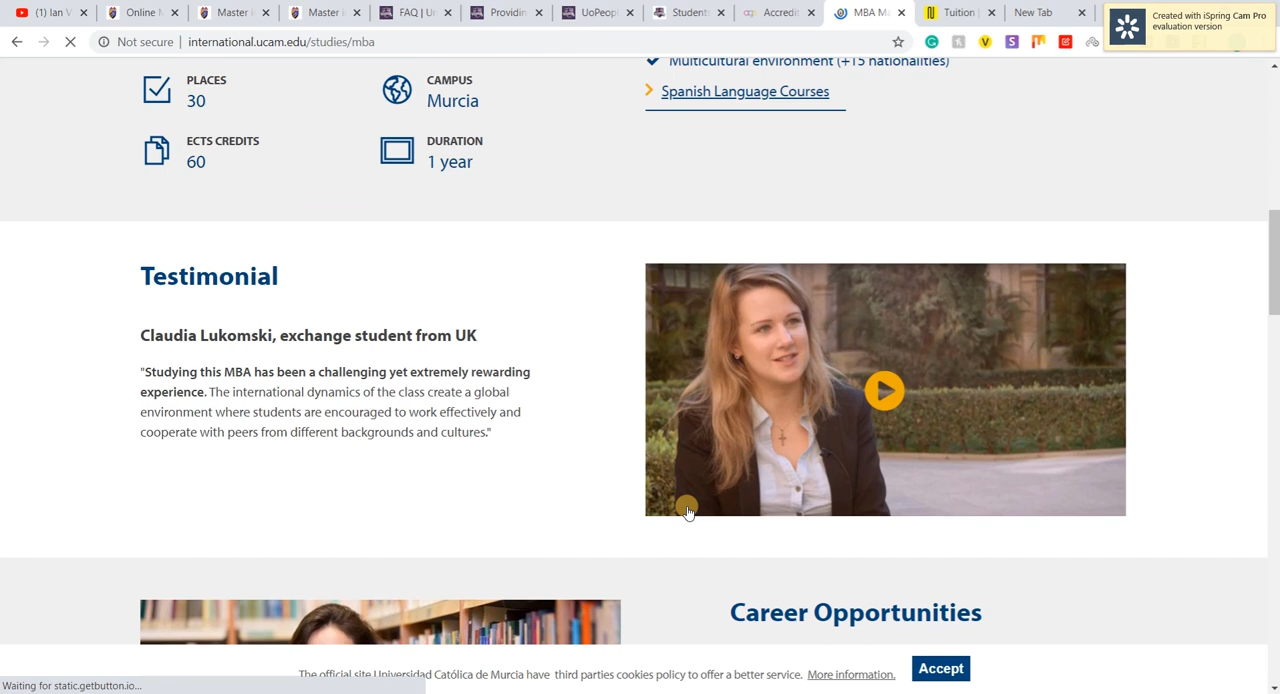 (1) Ian V
Online M
Master i
Master i
FAQ | U
Providin
UoPeopl
Students
Accredit
MBA Ma
Tuition |
New Tab
Created with iSpring Cam Pro
evaluation version
Not secure | international.ucam.edu/studies/mba
Multicultural environment (+15 nationalities)
PLACES
30
CAMPUS
Murcia
Spanish Language Courses
ECTS CREDITS
60
DURATION
1 year
Testimonial
Claudia Lukomski, exchange student from UK
"Studying this MBA has been a challenging yet extremely rewarding
experience. The international dynamics of the class create a global
environment where students are encouraged to work effectively and
cooperate with peers from different backgrounds and cultures."
Career Opportunities
The official site Universidad Católica de Murcia have third parties cookies policy to offer a better service. More information.
Accept
Waiting for static.getbutton.io...